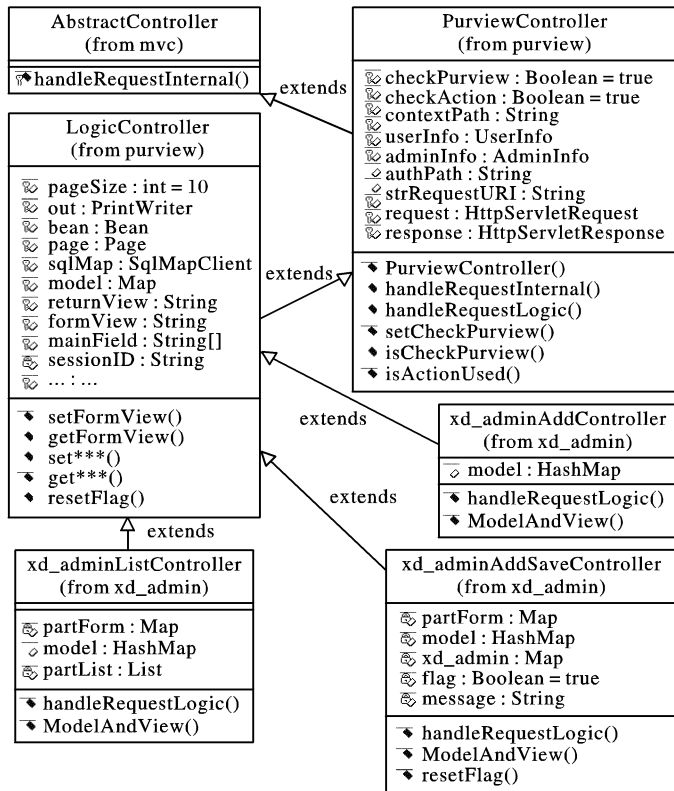 AbstractController
(from mvc)
handleRequestInternal()
extends
PurviewController
(from purview)
checkPurview : Boolean = true
checkAction : Boolean = true
contextPath : String
userInfo : UserInfo
adminInfo : AdminInfo
authPath : String
strRequestURI : String
request : HttpServletRequest
response : HttpServletResponse
PurviewController()
handleRequestInternal()
handleRequestLogic()
setCheckPurview()
isCheckPurview()
isActionUsed()
LogicController
(from purview)
pageSize : int = 10
out : PrintWriter
bean : Bean
page : Page
sqlMap : SqlMapClient
model : Map
returnView : String
formView : String
mainField : String[]
sessionID : String
... : ...
setFormView()
getFormView()
set***()
get***()
resetFlag()
extends
extends
xd_adminAddController
(from xd_admin)
model : HashMap
handleRequestLogic()
ModelAndView()
extends
extends
xd_adminListController
(from xd_admin)
partForm : Map
model : HashMap
partList : List
handleRequestLogic()
ModelAndView()
xd_adminAddSaveController
(from xd_admin)
partForm : Map
model : HashMap
xd_admin : Map
flag : Boolean = true
message : String
handleRequestLogic()
ModelAndView()
resetFlag()